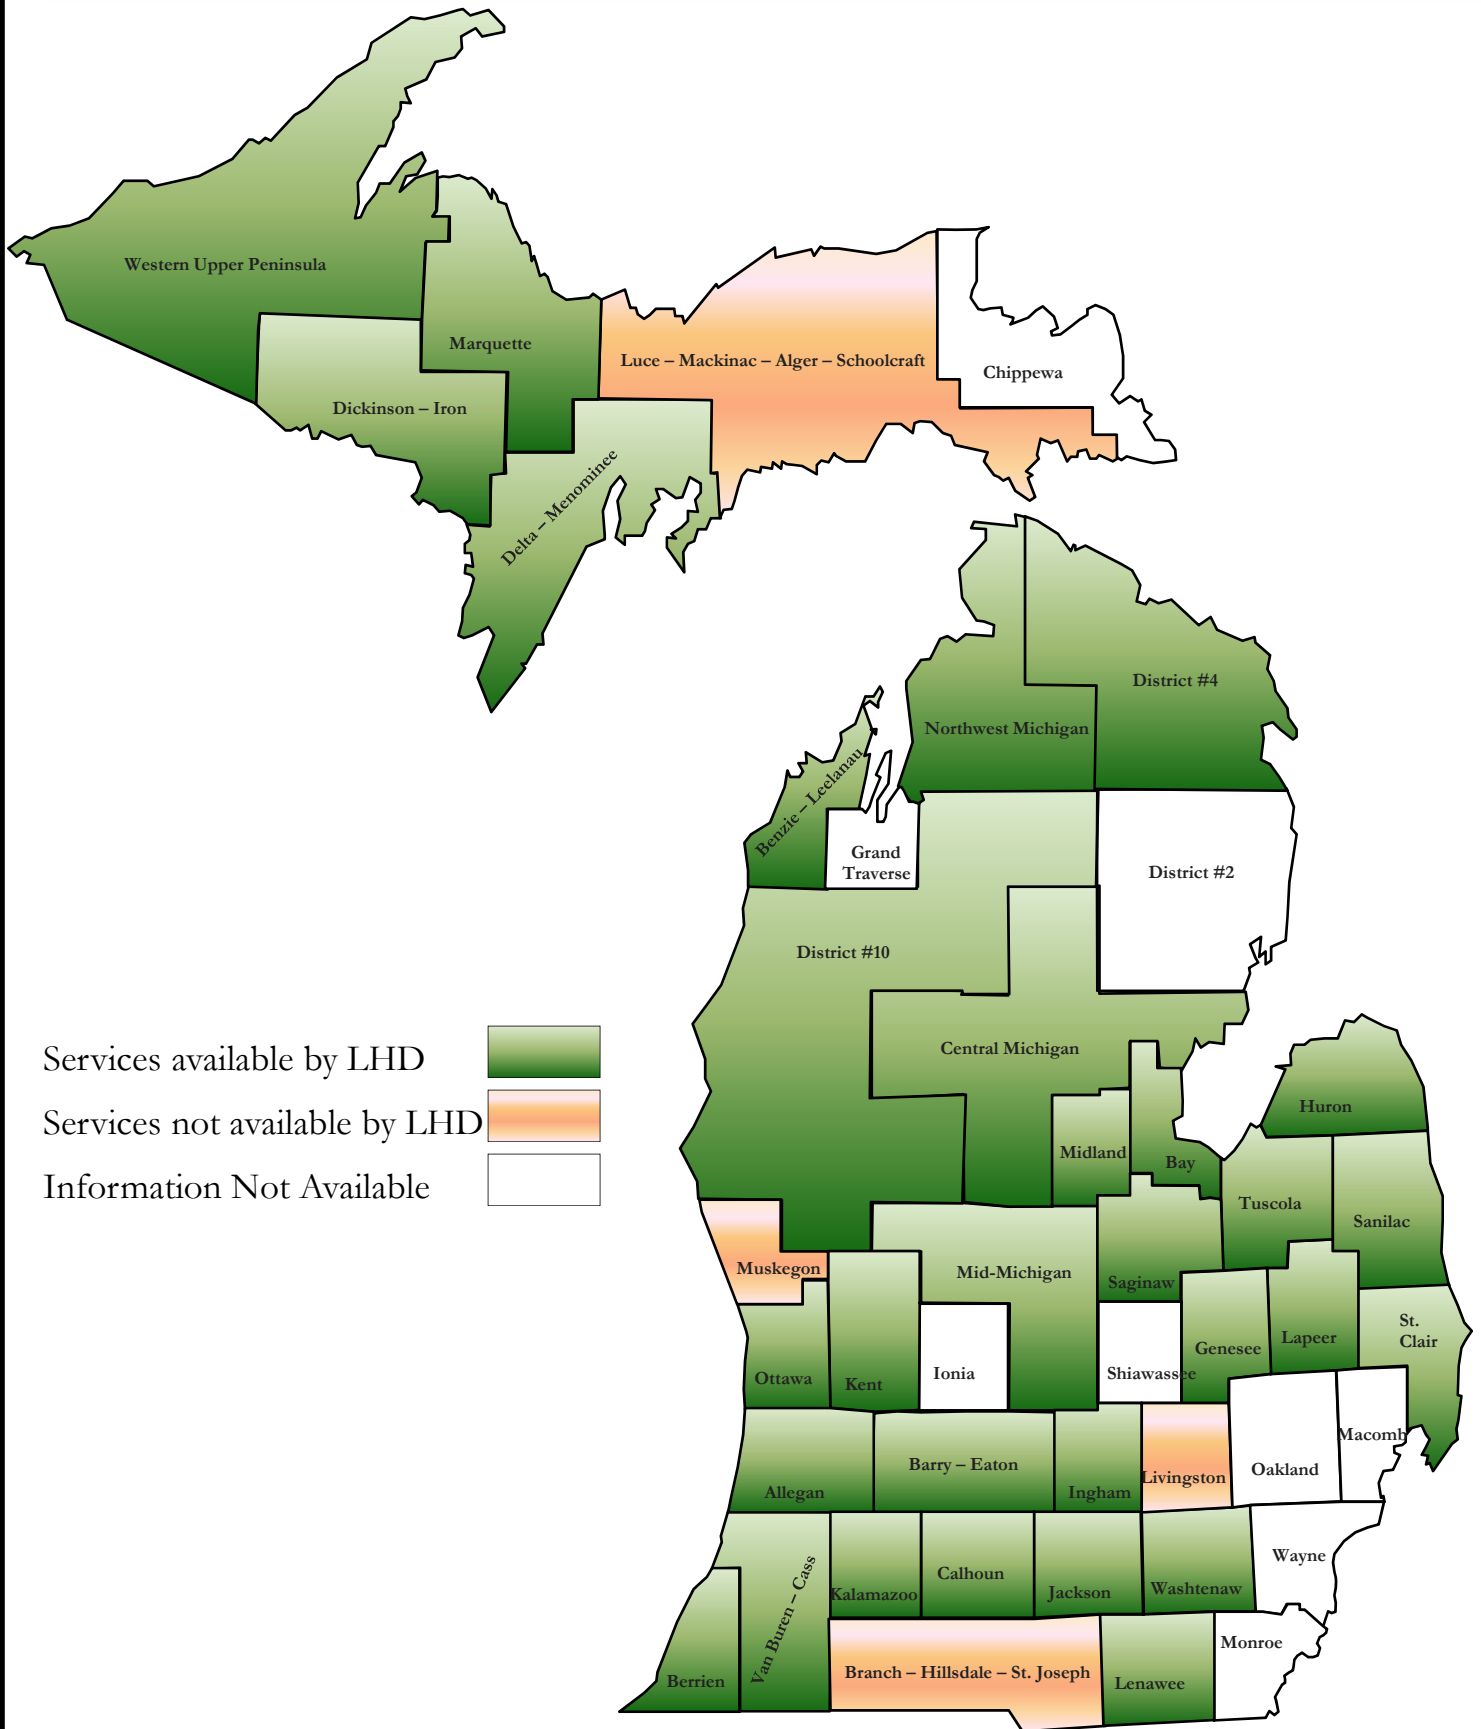 Western Upper Peninsula
Marquette
Luce – Mackinac – Alger – Schoolcraft
Chippewa
Dickinson – Iron
Delta – Menominee
District #4
Northwest Michigan
Benzie – Leelanau
Grand
Traverse
District #2
District #10
Central Michigan
Services available by LHD
Services not available by LHD
Information Not Available
Huron
Midland
Bay
Tuscola
Sanilac
Muskegon
Mid-Michigan
Saginaw
St.
Clair
Lapeer
Genesee
Shiawassee
Ionia
Ottawa
Kent
Macomb
Oakland
Livingston
Barry – Eaton
Ingham
Allegan
Wayne
Van Buren – Cass
Kalamazoo
Calhoun
Jackson
Washtenaw
Monroe
Branch – Hillsdale – St. Joseph
Lenawee
Berrien